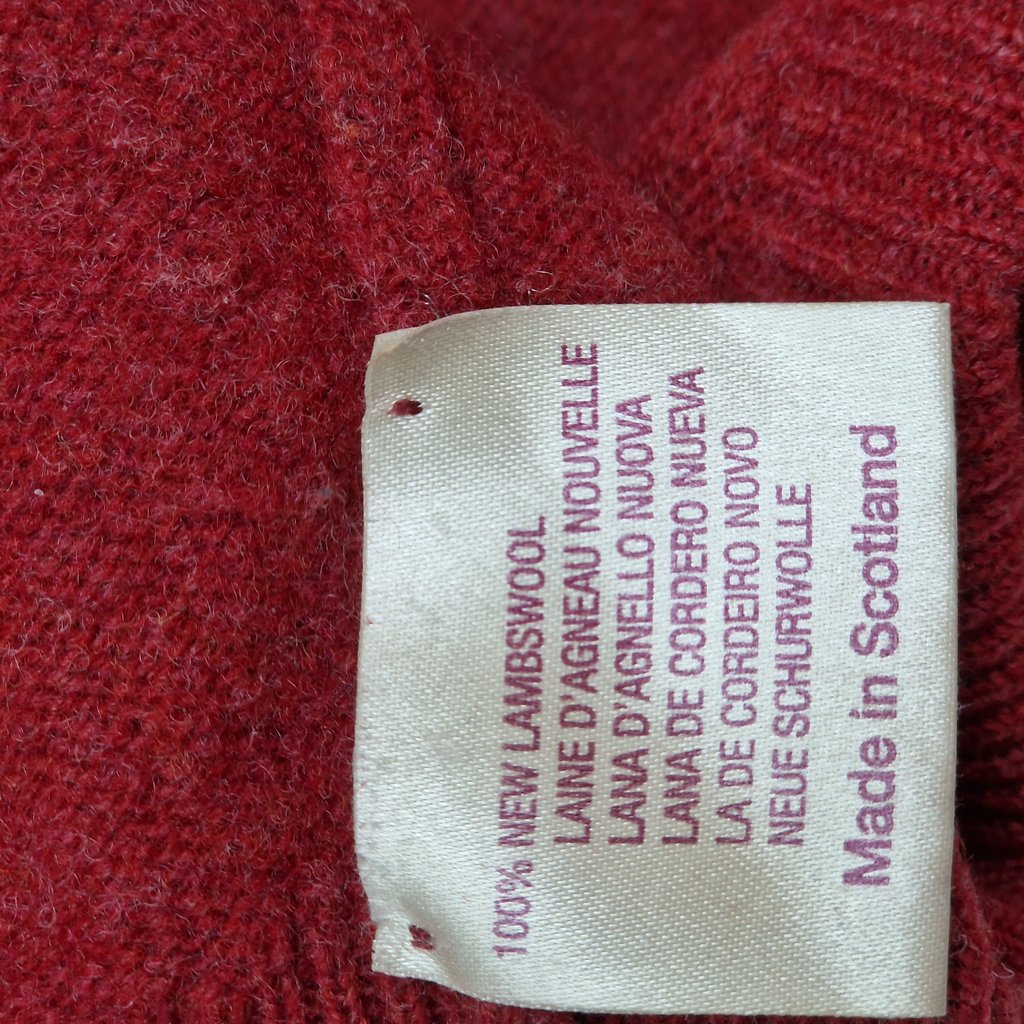 100% NEW LAMBSWOOL
LAINE D'AGNEAU NOUVELLE
LANA D'AGNELLO NUOVA
LANA DE CORDERO NUEVA
LA DE CORDEIRO NOVO
NEUE SCHURWOLLE
Made in Scotland